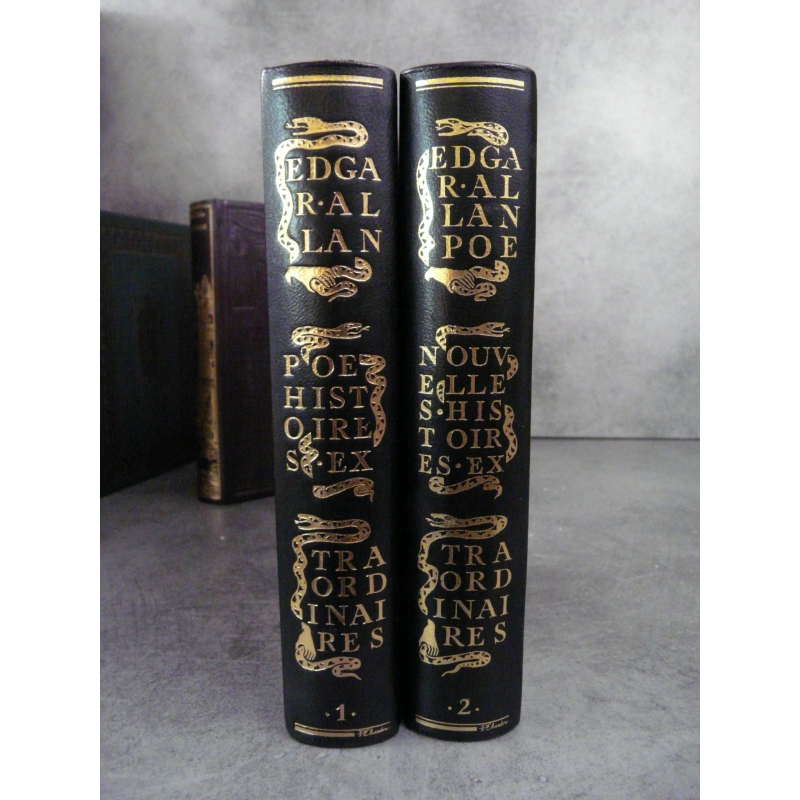 EDGA
R·AL
LAN
POE
HIST
OIRE
S·EX
TRA
ORD
INAI
RES
·1·
EDGA
R·AL
LAN
POE
NOUV
ELLE
S·HIS
TOIR
ES·EX
TRA
ORD
INAI
RES
·2·